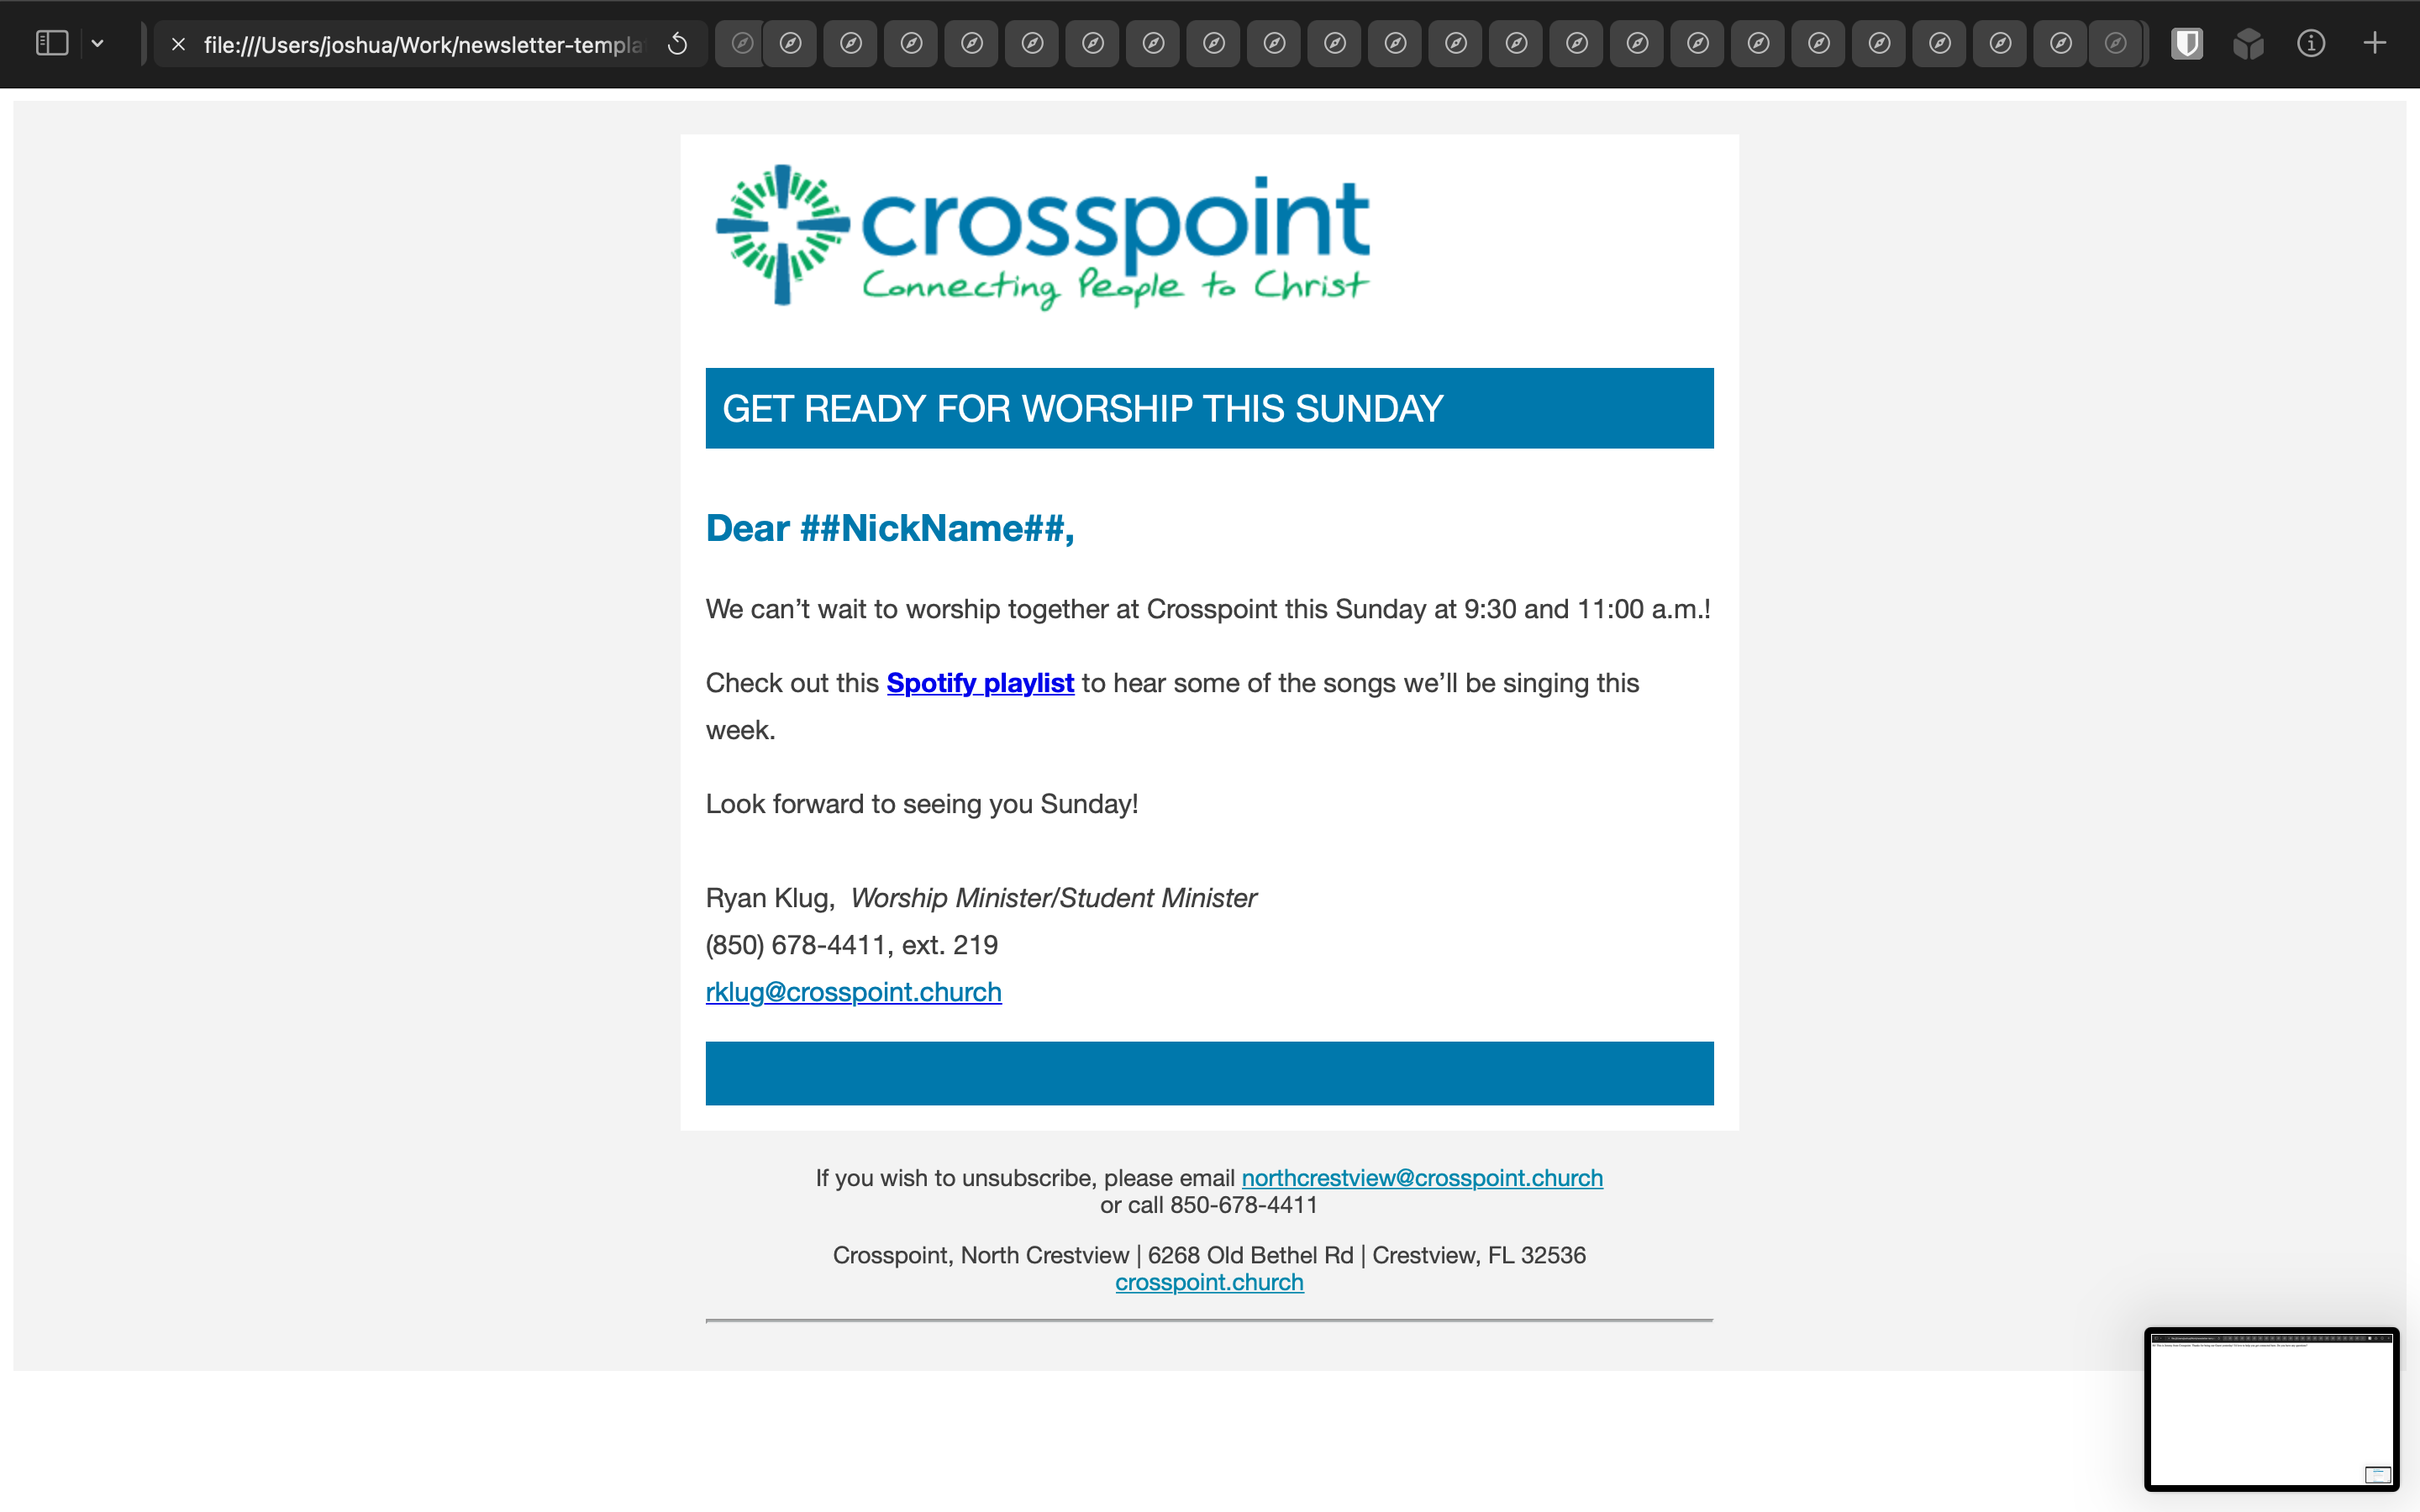 file:///Users/joshua/Work/newsletter-templa
crosspoint
Connecting People to Christ
GET READY FOR WORSHIP THIS SUNDAY
Dear ##NickName##,
We can’t wait to worship together at Crosspoint this Sunday at 9:30 and 11:00 a.m.!
Check out this Spotify playlist to hear some of the songs we’ll be singing this
week.
Look forward to seeing you Sunday!
Ryan Klug,  Worship Minister/Student Minister
(850) 678-4411, ext. 219
rklug@crosspoint.church
If you wish to unsubscribe, please email northcrestview@crosspoint.church
or call 850-678-4411
Crosspoint, North Crestview | 6268 Old Bethel Rd | Crestview, FL 32536
crosspoint.church